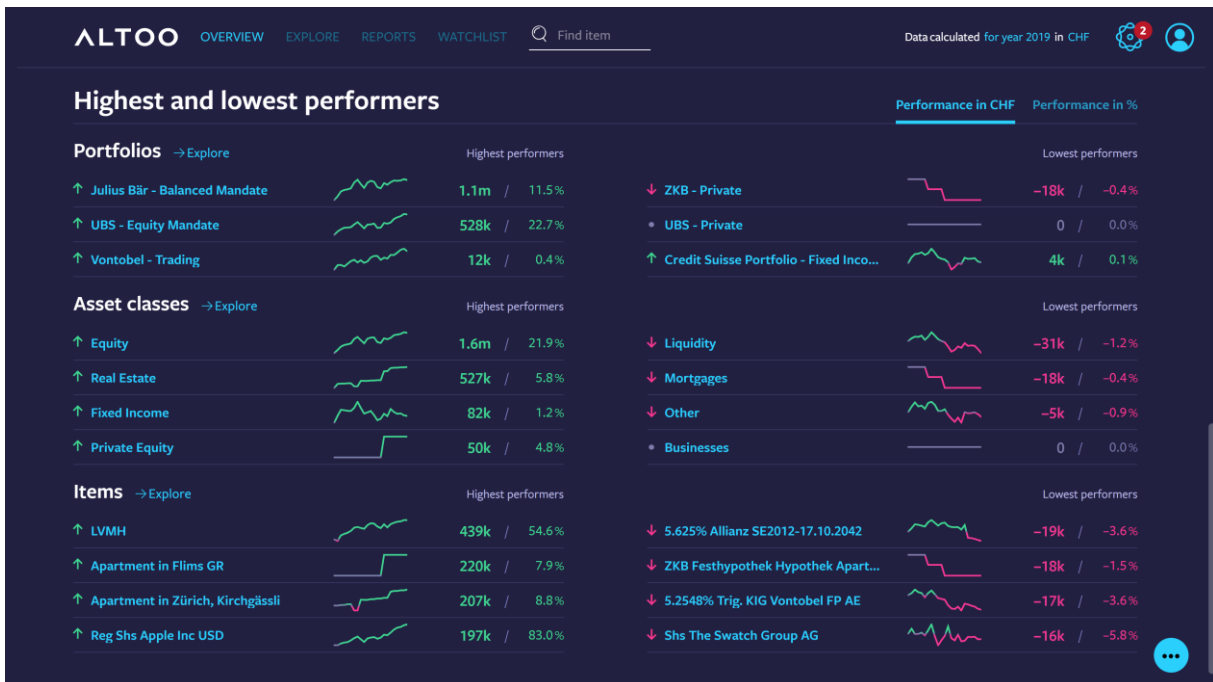 ALTOO OVERVIEW EXPLORE REPORTS WATCHLIST Find item Data calculated for year 2019 in CHF 2
Highest and lowest performers Performance in CHF Performance in %
Portfolios →Explore Highest performers Lowest performers
↑ Julius Bär - Balanced Mandate 1.1m / 11.5% ↓ ZKB - Private −18k / −0.4%
↑ UBS - Equity Mandate 528k / 22.7% • UBS - Private 0 / 0.0%
↑ Vontobel - Trading 12k / 0.4% ↑ Credit Suisse Portfolio - Fixed Inco... 4k / 0.1%
Asset classes →Explore Highest performers Lowest performers
↑ Equity 1.6m / 21.9% ↓ Liquidity −31k / −1.2%
↑ Real Estate 527k / 5.8% ↓ Mortgages −18k / −0.4%
↑ Fixed Income 82k / 1.2% ↓ Other −5k / −0.9%
↑ Private Equity 50k / 4.8% • Businesses 0 / 0.0%
Items →Explore Highest performers Lowest performers
↑ LVMH 439k / 54.6% ↓ 5.625% Allianz SE2012-17.10.2042 −19k / −3.6%
↑ Apartment in Flims GR 220k / 7.9% ↓ ZKB Festhypothek Hypothek Apart... −18k / −1.5%
↑ Apartment in Zürich, Kirchgässli 207k / 8.8% ↓ 5.2548% Trig. KIG Vontobel FP AE −17k / −3.6%
↑ Reg Shs Apple Inc USD 197k / 83.0% ↓ Shs The Swatch Group AG −16k / −5.8%